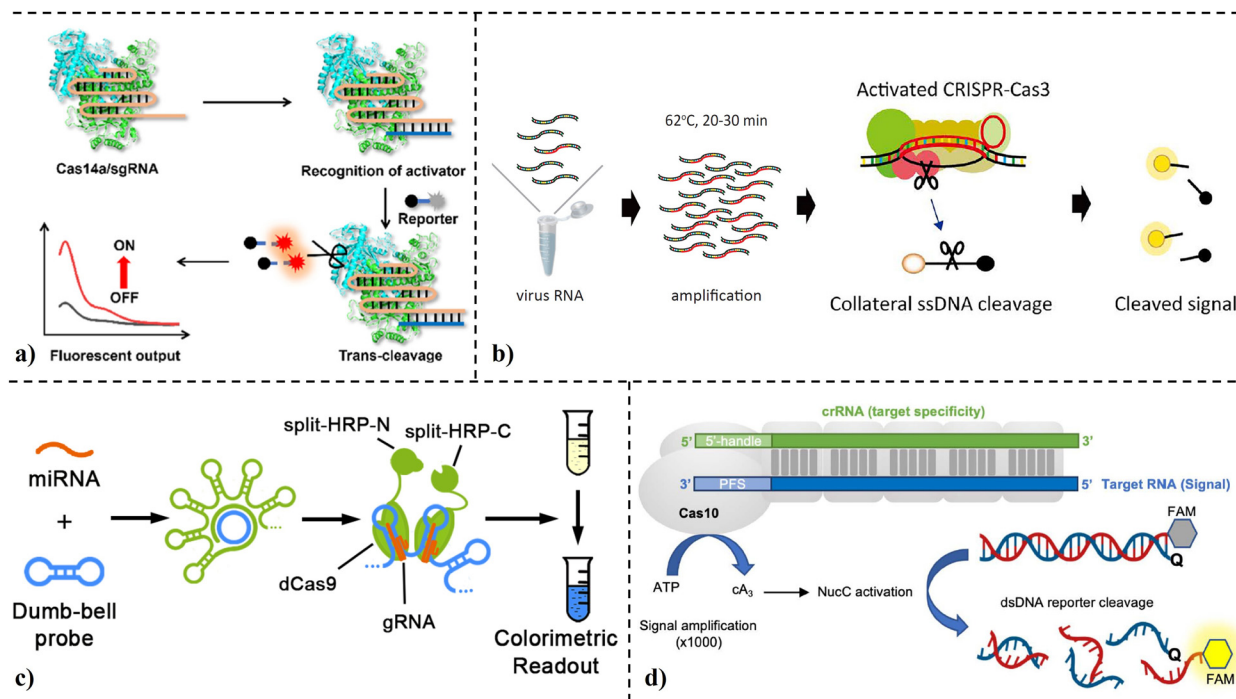 Cas14a/sgRNA
Recognition of activator
Reporter
ON
OFF
Fluorescent output
Trans-cleavage
a)
62°C, 20-30 min
Activated CRISPR-Cas3
virus RNA
amplification
Collateral ssDNA cleavage
Cleaved signal
b)
miRNA
+
Dumb-bell
probe
split-HRP-N
split-HRP-C
dCas9
gRNA
Colorimetric
Readout
c)
crRNA (target specificity)
5' 5'-handle 3'
3' PFS 5' Target RNA (Signal)
Cas10
FAM
Q
ATP cA₃ NucC activation
dsDNA reporter cleavage
Signal amplification
(x1000)
Q
FAM
d)